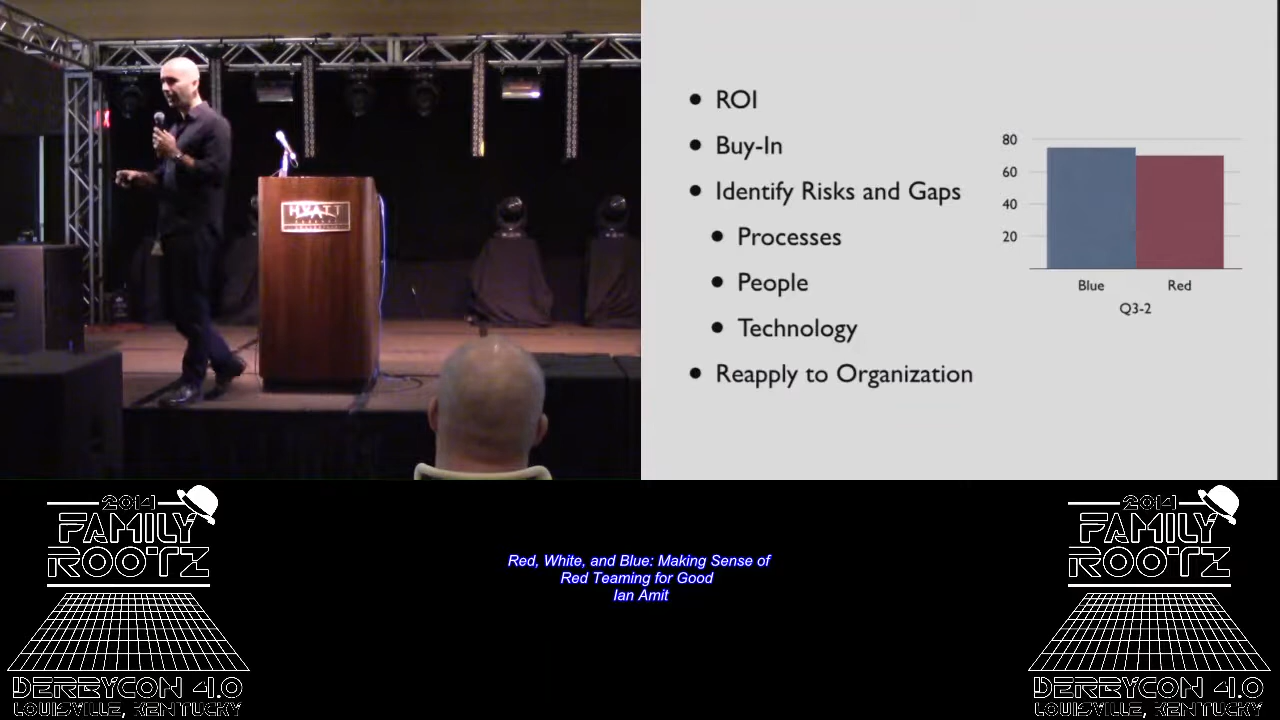 HYATT
ROI
Buy-In
Identify Risks and Gaps
Processes
People
Technology
Reapply to Organization
80
60
40
20
Blue
Red
Q3-2
2014
FAMILY
ROOTZ
DERBYCON 4.0
LOUISVILLE, KENTUCKY
Red, White, and Blue: Making Sense of
Red Teaming for Good
Ian Amit
2014
FAMILY
ROOTZ
DERBYCON 4.0
LOUISVILLE, KENTUCKY